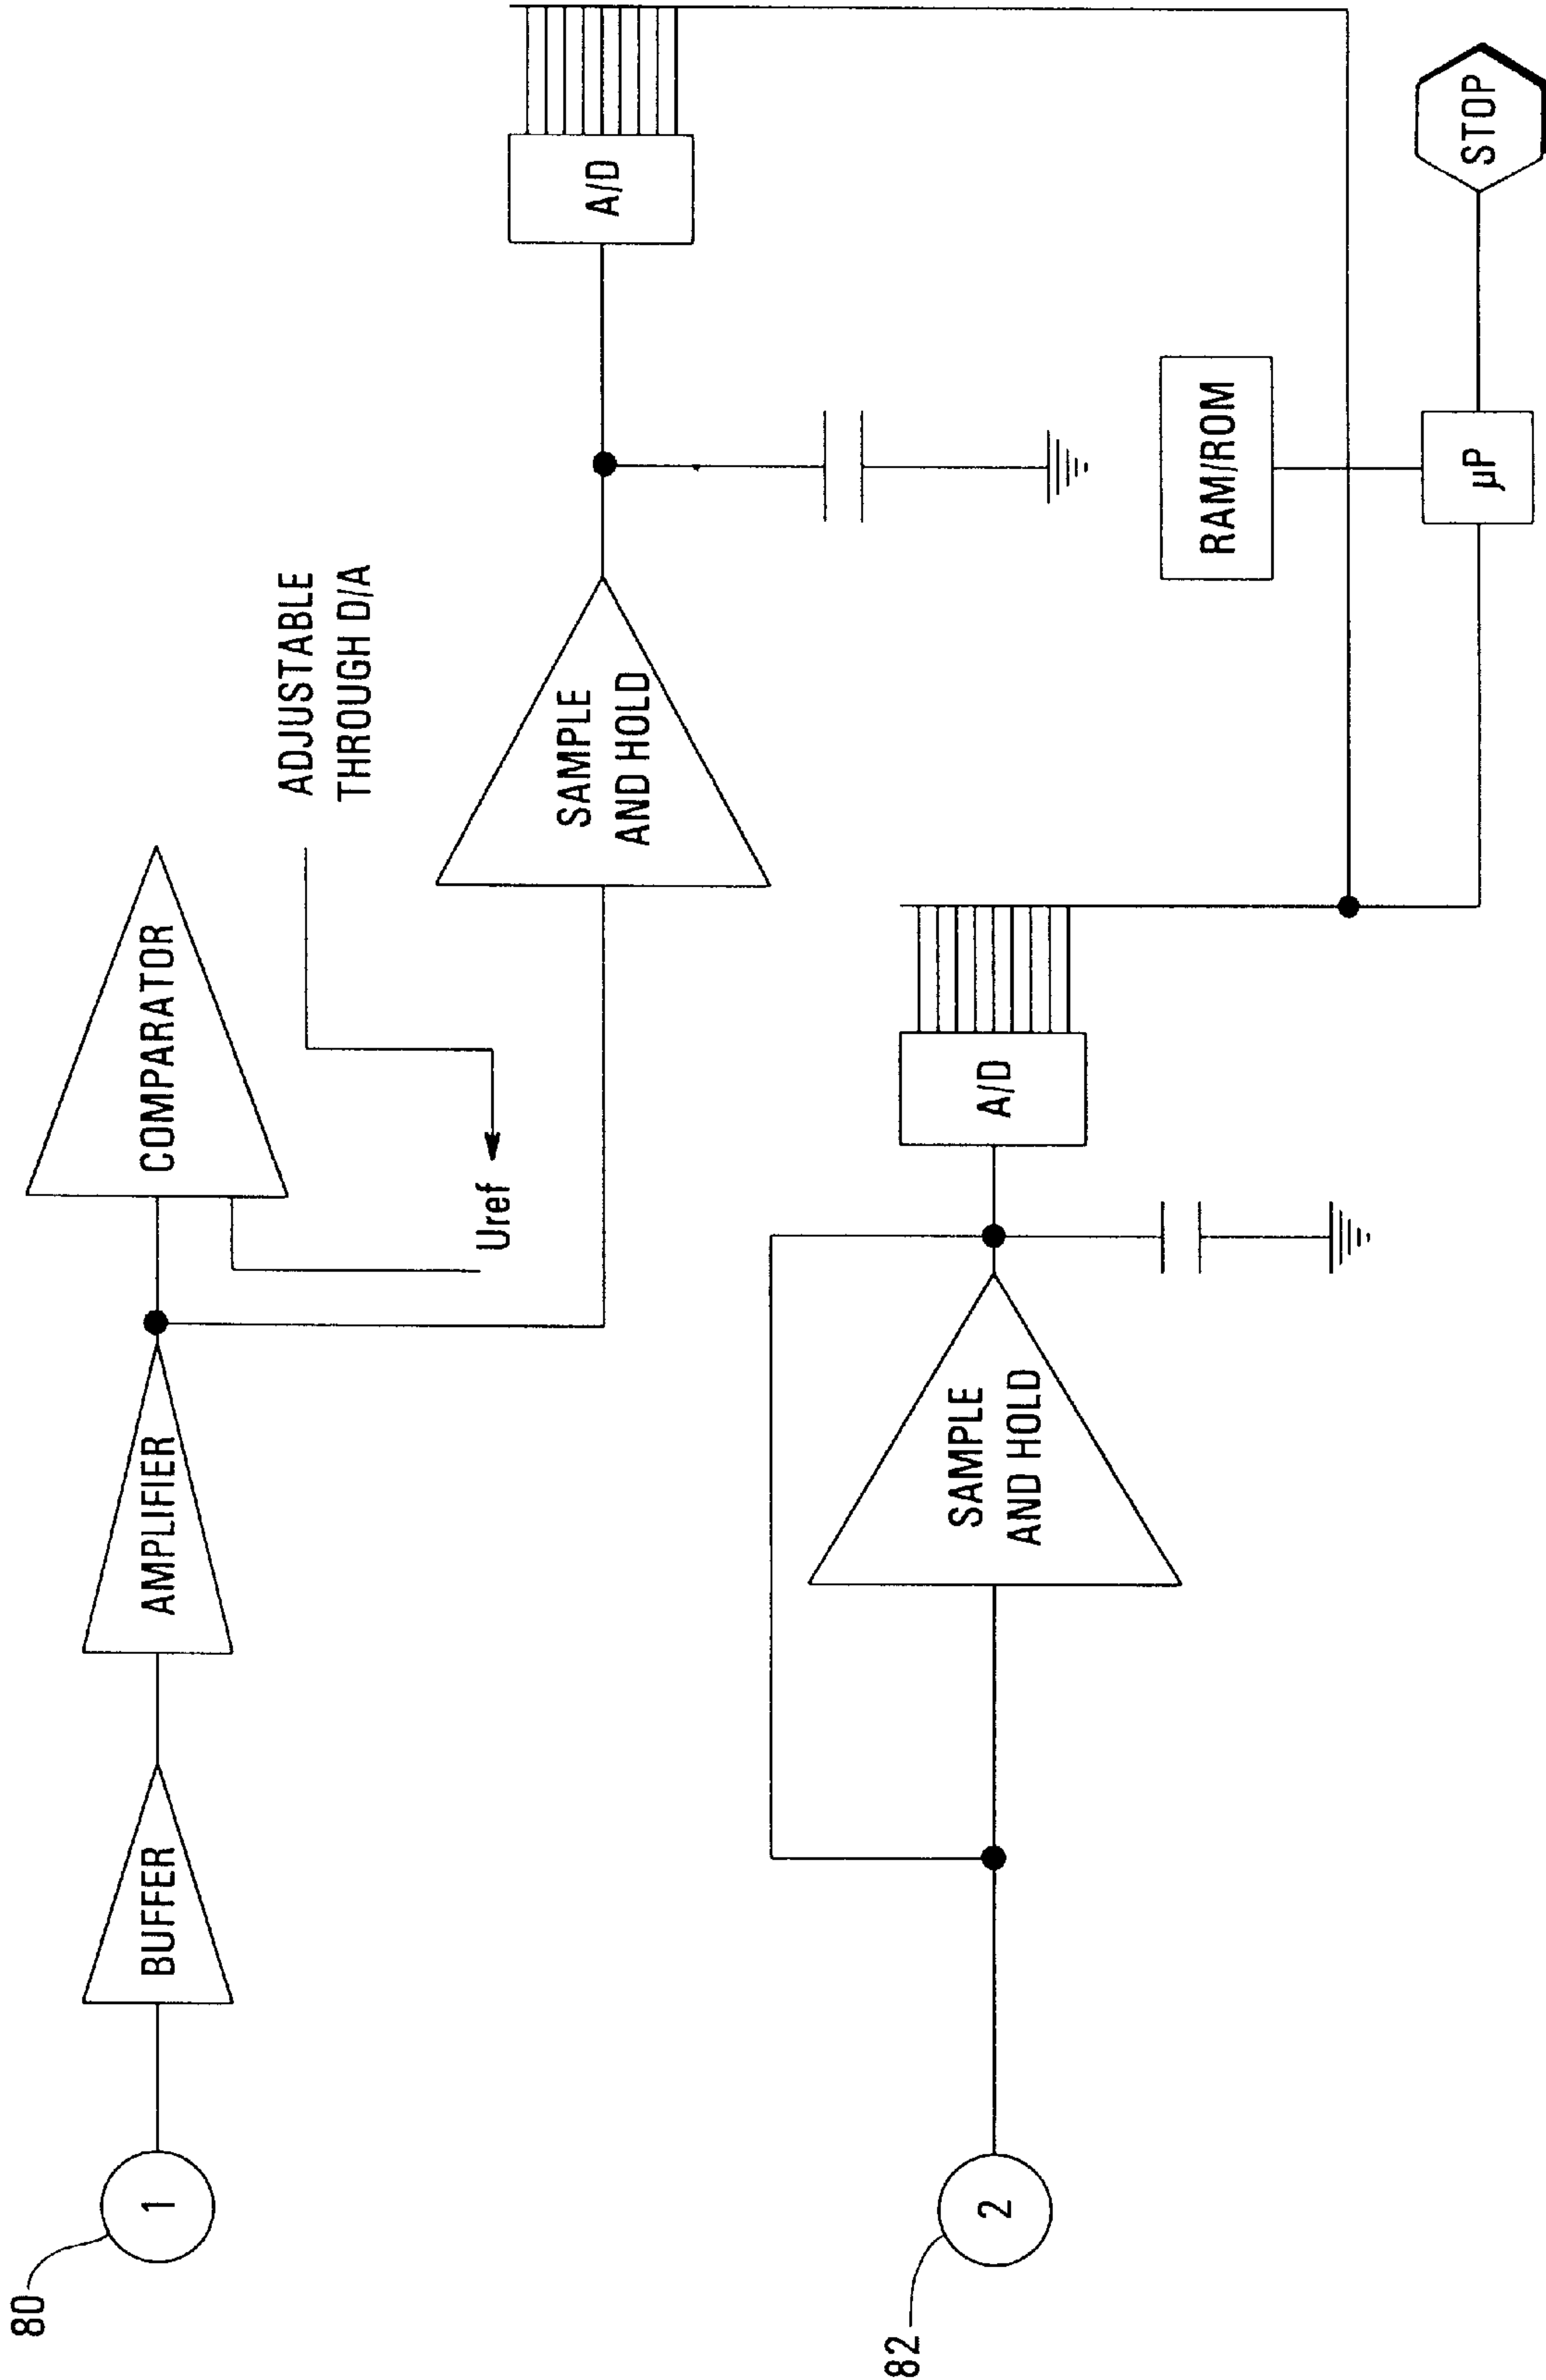 80
1
BUFFER
AMPLIFIER
COMPARATOR
ADJUSTABLE
THROUGH D/A
Uref
SAMPLE
AND HOLD
A/D
82
2
SAMPLE
AND HOLD
A/D
RAM/ROM
µP
STOP